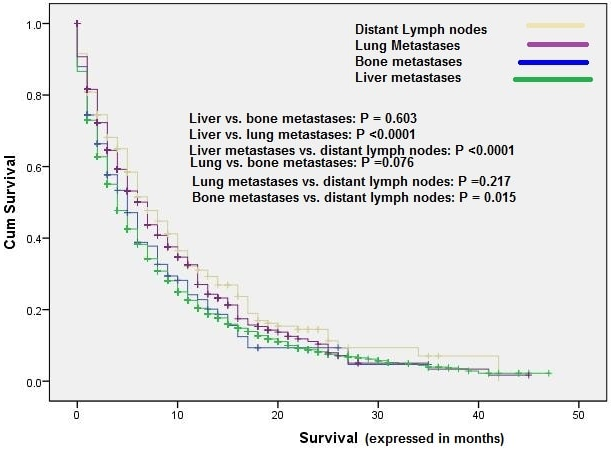 Distant Lymph nodes
Lung Metastases
Bone metastases
Liver metastases
Liver vs. bone metastases: P = 0.603
Liver vs. lung metastases: P <0.0001
Liver metastases vs. distant lymph nodes: P <0.0001
Lung vs. bone metastases: P =0.076
Lung metastases vs. distant lymph nodes: P =0.217
Bone metastases vs. distant lymph nodes: P = 0.015
Cum Survival
1.0
0.8
0.6
0.4
0.2
0.0
0 10 20 30 40 50
Survival (expressed in months)